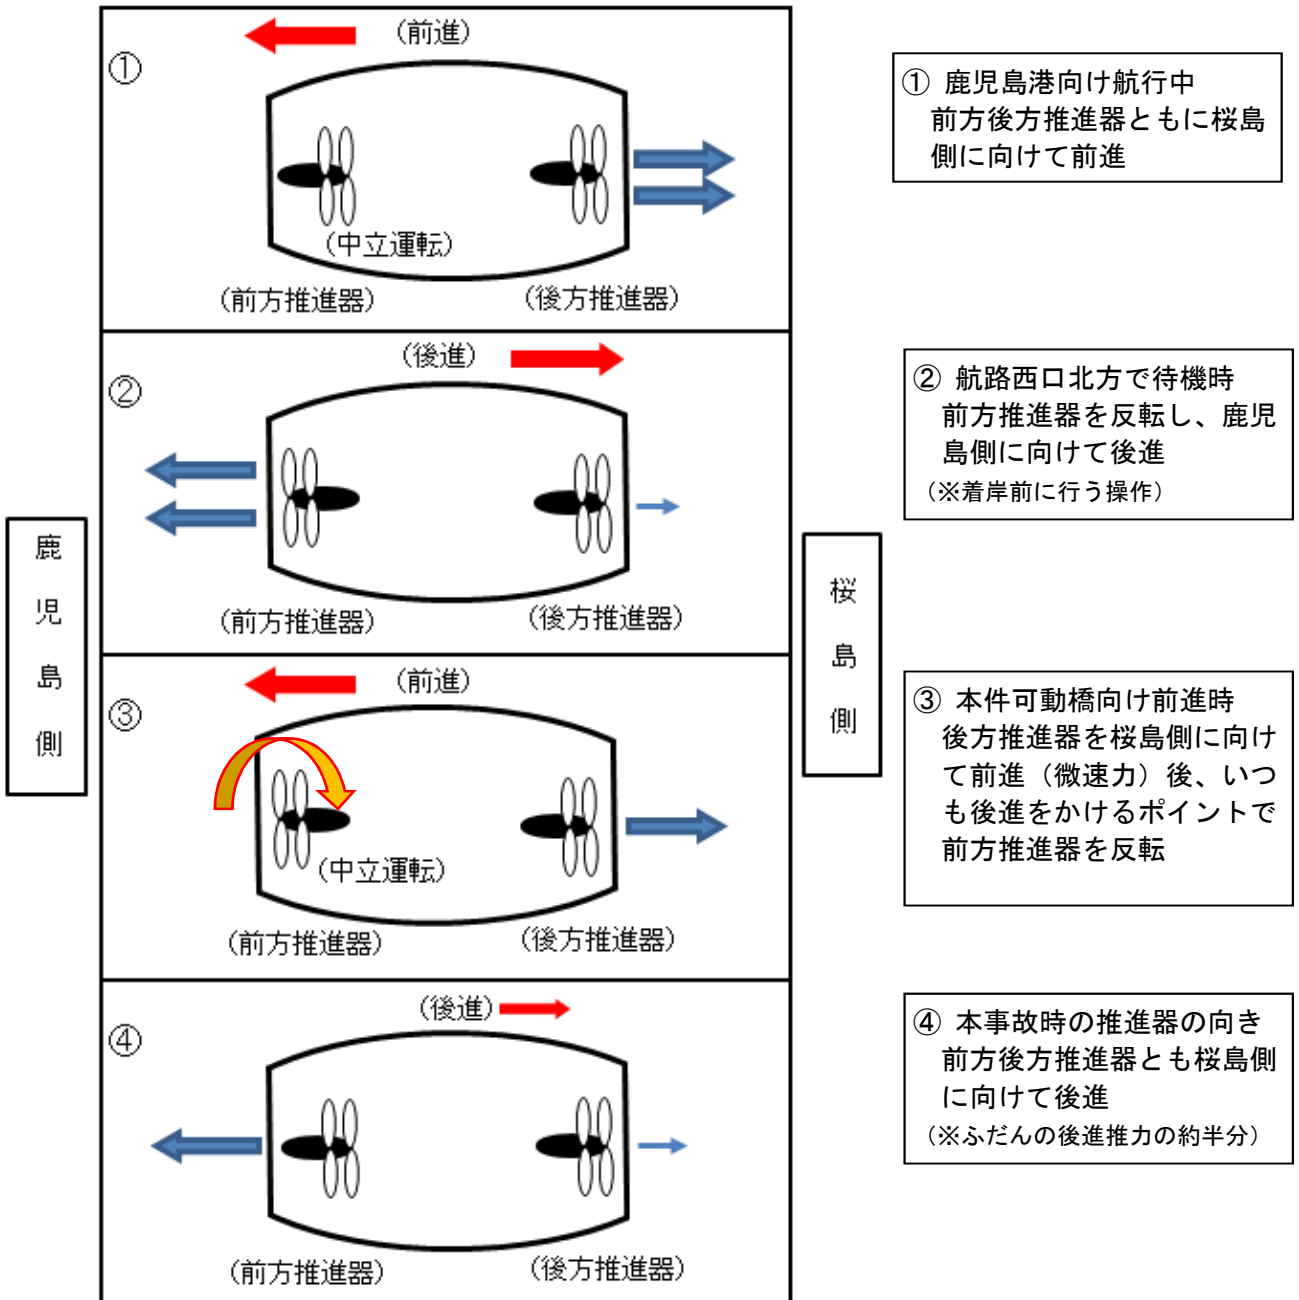 ①
(前進)
(中立運転)
(前方推進器)
(後方推進器)
① 鹿児島港向け航行中
前方後方推進器ともに桜島
側に向けて前進
②
(後進)
(前方推進器)
(後方推進器)
② 航路西口北方で待機時
前方推進器を反転し、鹿児
島側に向けて後進
(※着岸前に行う操作)
鹿児島側
桜島側
③
(前進)
(中立運転)
(前方推進器)
(後方推進器)
③ 本件可動橋向け前進時
後方推進器を桜島側に向け
て前進（微速力）後、いつ
も後進をかけるポイントで
前方推進器を反転
④
(後進)
(前方推進器)
(後方推進器)
④ 本事故時の推進器の向き
前方後方推進器とも桜島側
に向けて後進
(※ふだんの後進推力の約半分)